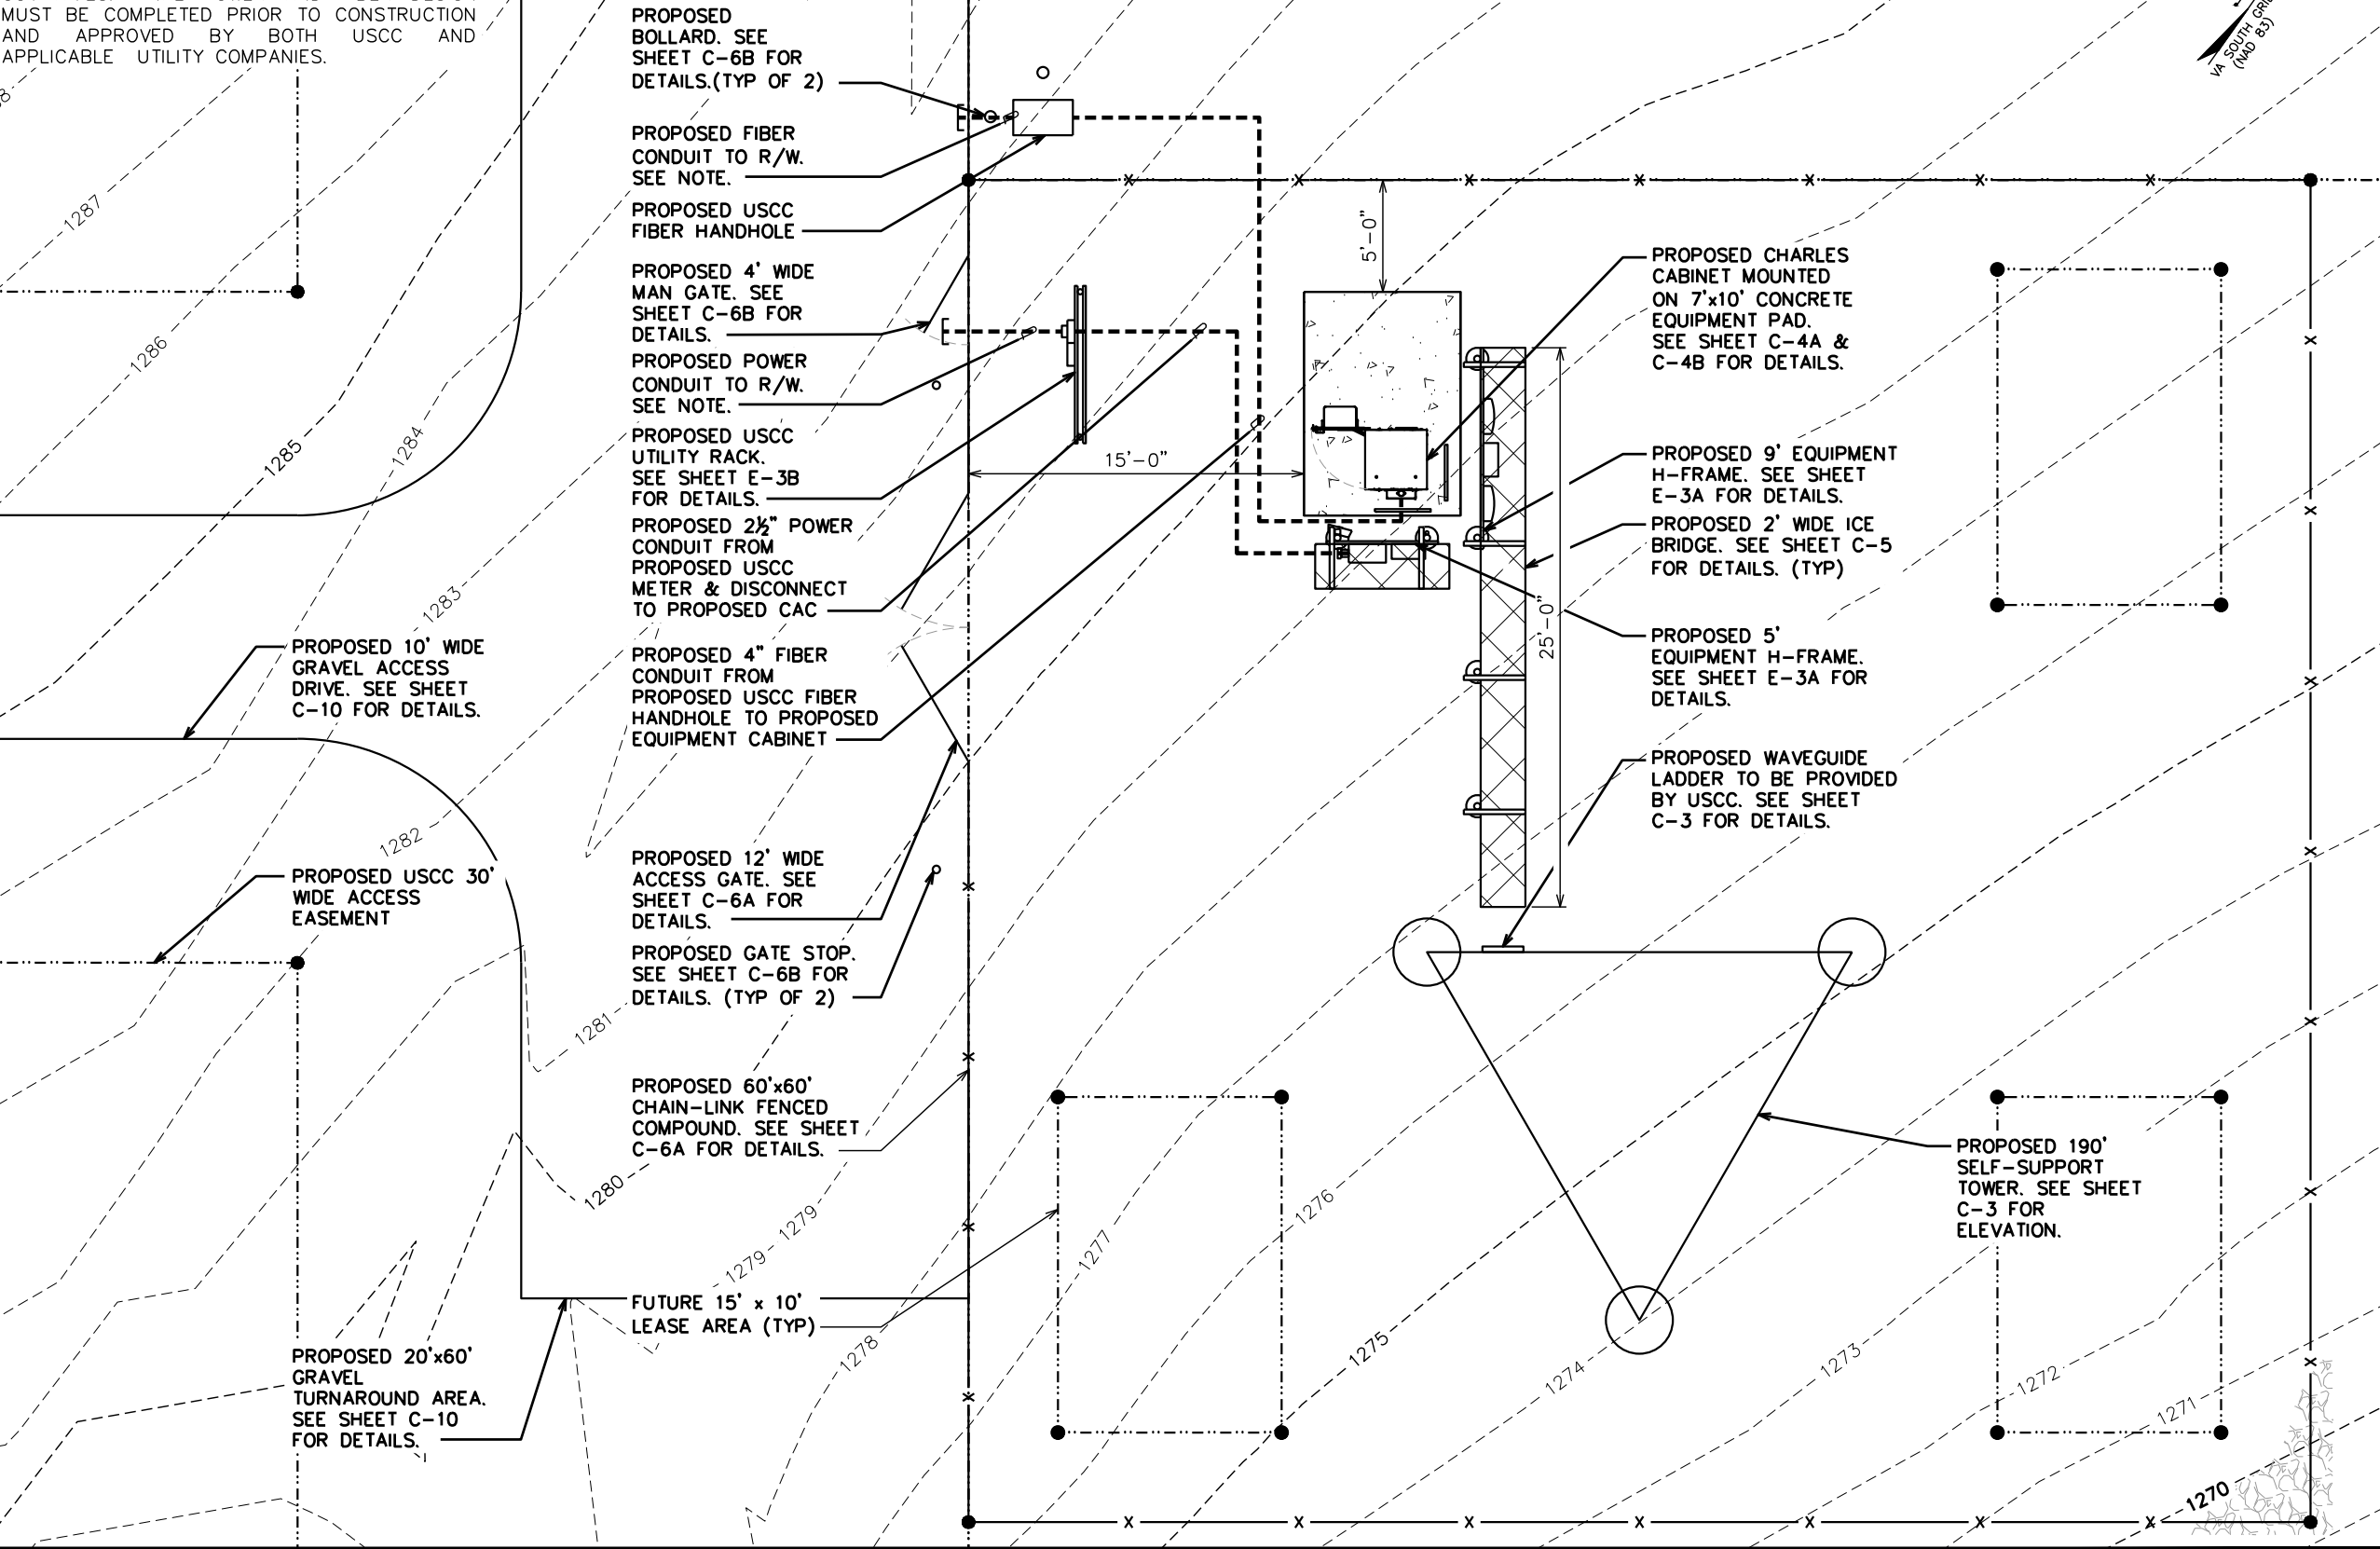 MUST BE COMPLETED PRIOR TO CONSTRUCTION
AND APPROVED BY BOTH USCC AND
APPLICABLE UTILITY COMPANIES.
PROPOSED
BOLLARD. SEE
SHEET C-6B FOR
DETAILS.(TYP OF 2)
PROPOSED FIBER
CONDUIT TO R/W.
SEE NOTE.
PROPOSED USCC
FIBER HANDHOLE
PROPOSED 4' WIDE
MAN GATE. SEE
SHEET C-6B FOR
DETAILS.
PROPOSED POWER
CONDUIT TO R/W.
SEE NOTE.
PROPOSED USCC
UTILITY RACK.
SEE SHEET E-3B
FOR DETAILS.
PROPOSED 2½" POWER
CONDUIT FROM
PROPOSED USCC
METER & DISCONNECT
TO PROPOSED CAC
PROPOSED 4" FIBER
CONDUIT FROM
PROPOSED USCC FIBER
HANDHOLE TO PROPOSED
EQUIPMENT CABINET
PROPOSED 12' WIDE
ACCESS GATE. SEE
SHEET C-6A FOR
DETAILS.
PROPOSED GATE STOP.
SEE SHEET C-6B FOR
DETAILS. (TYP OF 2)
PROPOSED 60'x60'
CHAIN-LINK FENCED
COMPOUND. SEE SHEET
C-6A FOR DETAILS.
FUTURE 15' x 10'
LEASE AREA (TYP)
PROPOSED 10' WIDE
GRAVEL ACCESS
DRIVE. SEE SHEET
C-10 FOR DETAILS.
PROPOSED USCC 30'
WIDE ACCESS
EASEMENT
PROPOSED 20'x60'
GRAVEL
TURNAROUND AREA.
SEE SHEET C-10
FOR DETAILS.
VA SOUTH GRID
(NAD 83)
PROPOSED CHARLES
CABINET MOUNTED
ON 7'x10' CONCRETE
EQUIPMENT PAD.
SEE SHEET C-4A &
C-4B FOR DETAILS.
PROPOSED 9' EQUIPMENT
H-FRAME. SEE SHEET
E-3A FOR DETAILS.
PROPOSED 2' WIDE ICE
BRIDGE. SEE SHEET C-5
FOR DETAILS. (TYP)
PROPOSED 5'
EQUIPMENT H-FRAME.
SEE SHEET E-3A FOR
DETAILS.
PROPOSED WAVEGUIDE
LADDER TO BE PROVIDED
BY USCC. SEE SHEET
C-3 FOR DETAILS.
PROPOSED 190'
SELF-SUPPORT
TOWER. SEE SHEET
C-3 FOR
ELEVATION.
5'-0"
15'-0"
25'-0"
1287
1286
1285
1284
1283
1282
1281
1280
1279
1279
1278
1277
1276
1275
1274
1273
1272
1271
1270